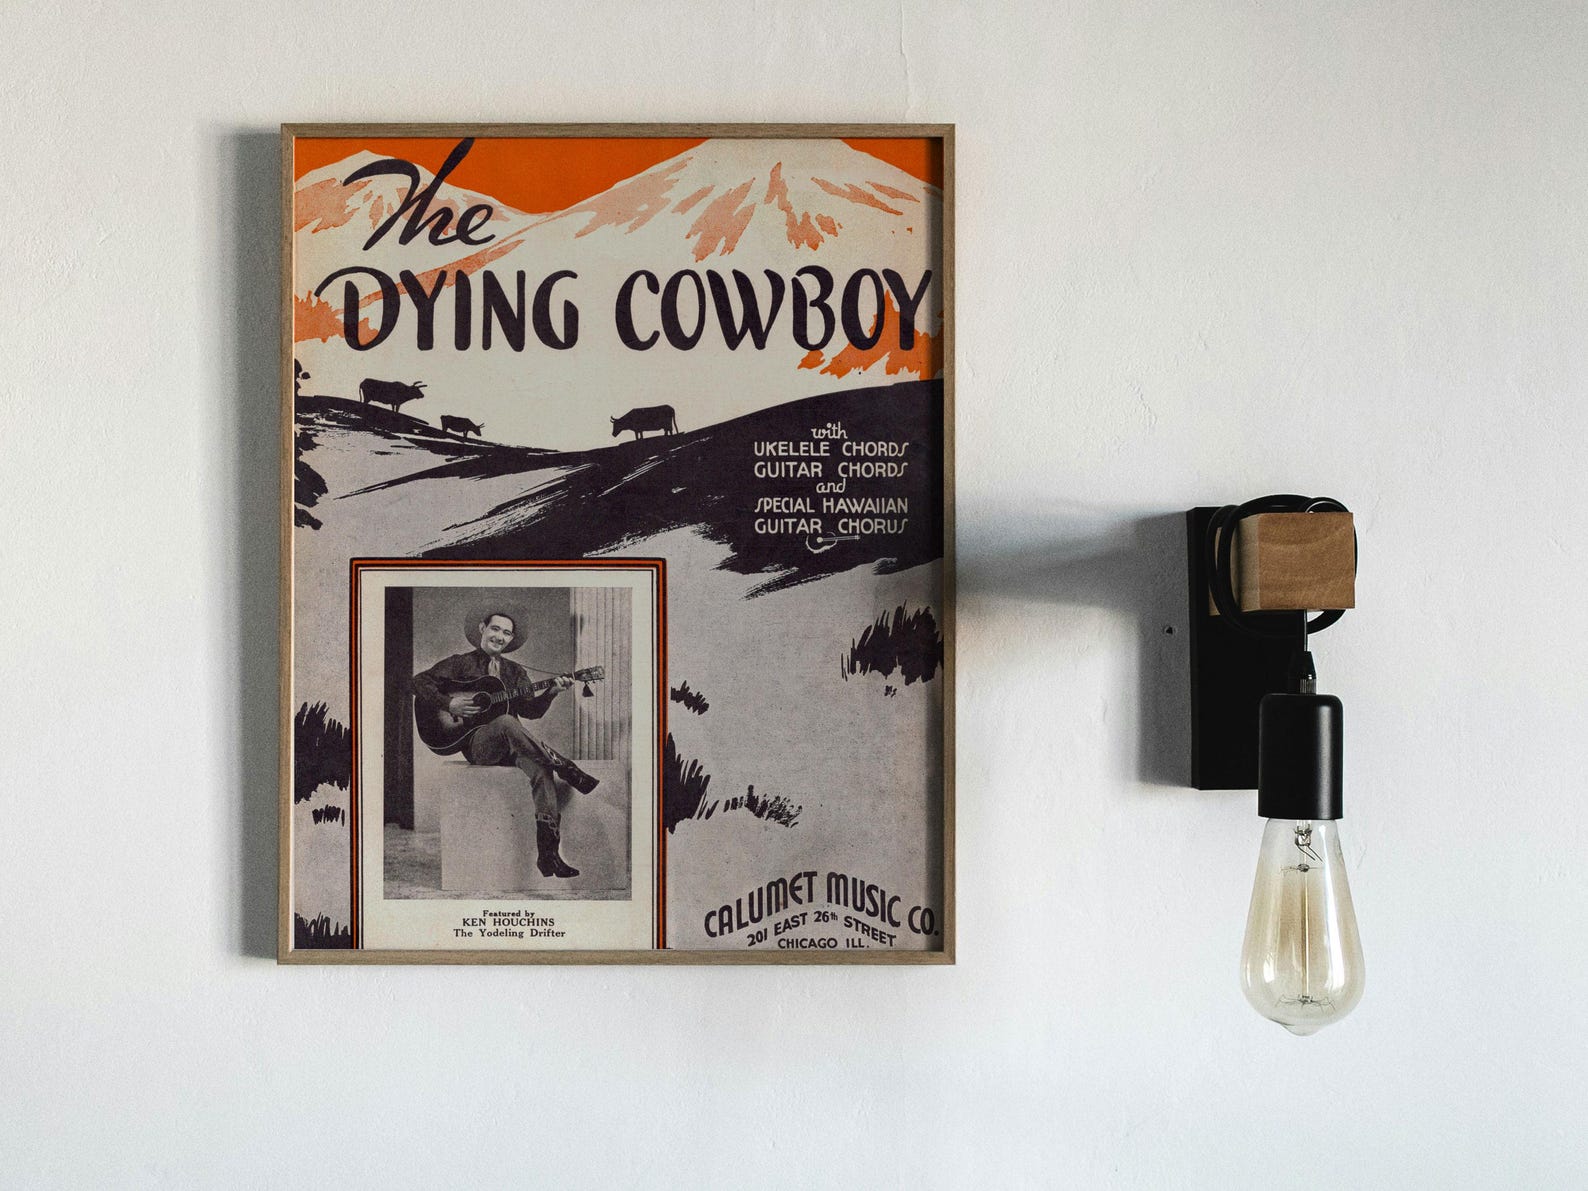 The
DYING COWBOY
with
UKELELE CHORDS
GUITAR CHORDS
and
SPECIAL HAWAIIAN
GUITAR CHORUS
Featured by
KEN HOUCHINS
The Yodeling Drifter
CALUMET MUSIC CO.
201 EAST 26th STREET
CHICAGO ILL.